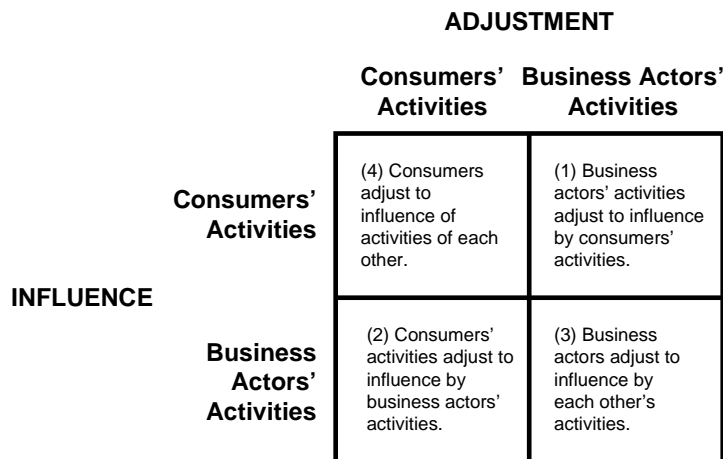 ADJUSTMENT
Consumers’
Activities
Business Actors’
Activities
Consumers’
Activities
(4) Consumers
adjust to
influence of
activities of each
other.
(1) Business
actors’ activities
adjust to influence
by consumers’
activities.
INFLUENCE
Business
Actors’
Activities
(2) Consumers’
activities adjust to
influence by
business actors’
activities.
(3) Business
actors adjust to
influence by
each other’s
activities.